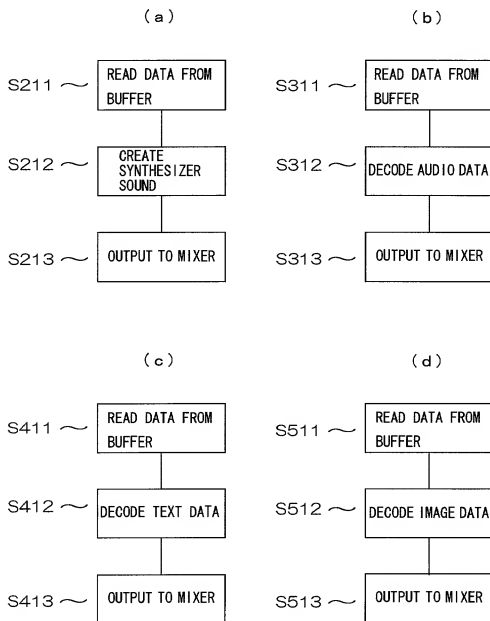 (a)
S211 ~ READ DATA FROM
BUFFER
S212 ~ CREATE
SYNTHESIZER
SOUND
S213 ~ OUTPUT TO MIXER
(b)
S311 ~ READ DATA FROM
BUFFER
S312 ~ DECODE AUDIO DATA
S313 ~ OUTPUT TO MIXER
(c)
S411 ~ READ DATA FROM
BUFFER
S412 ~ DECODE TEXT DATA
S413 ~ OUTPUT TO MIXER
(d)
S511 ~ READ DATA FROM
BUFFER
S512 ~ DECODE IMAGE DATA
S513 ~ OUTPUT TO MIXER